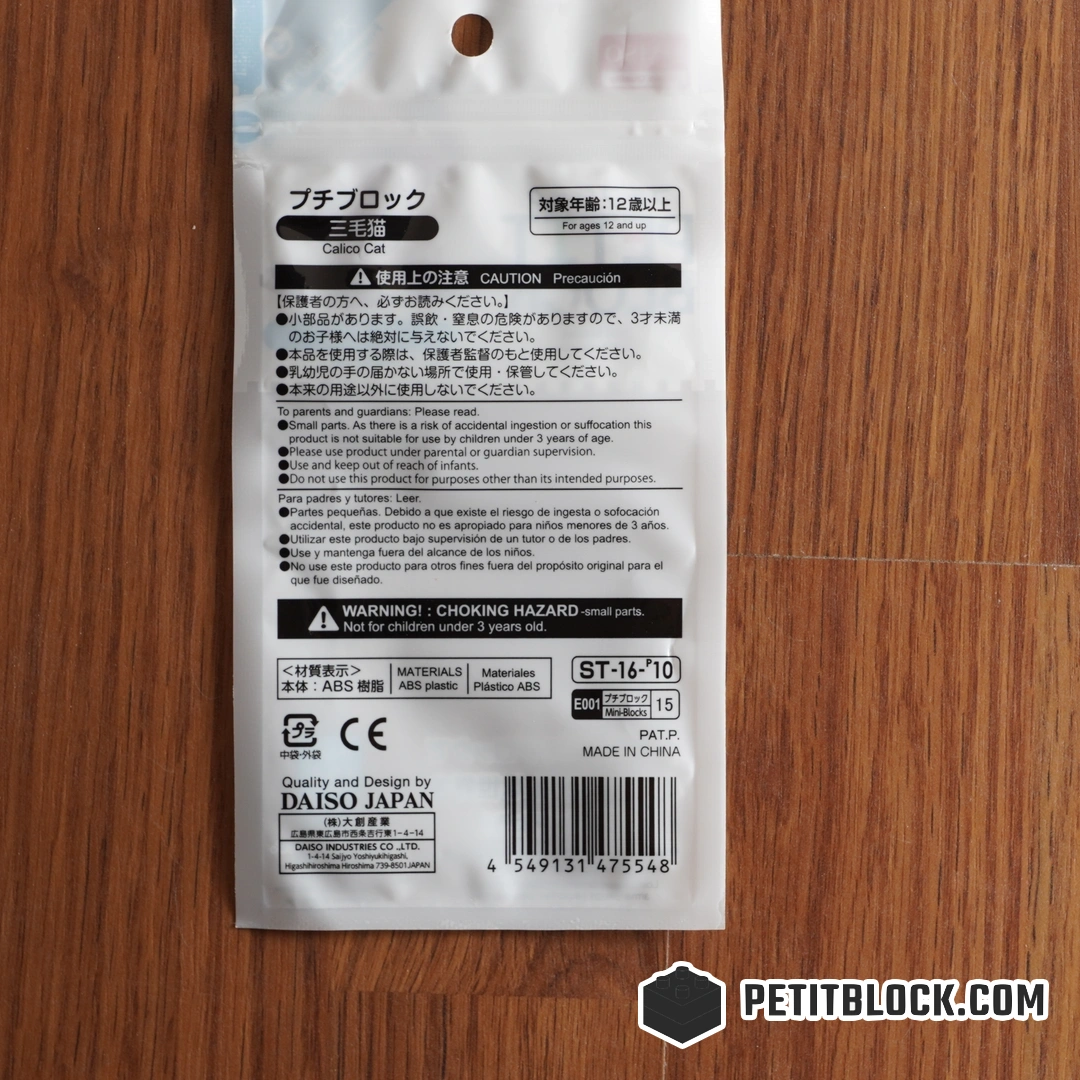 プチブロック
三毛猫
Calico Cat
対象年齢:12歳以上
For ages 12 and up
使用上の注意 CAUTION Precaución
【保護者の方へ、必ずお読みください。】
●小部品があります。誤飲・窒息の危険がありますので、3才未満
のお子様へは絶対に与えないでください。
●本品を使用する際は、保護者監督のもと使用してください。
●乳幼児の手の届かない場所で使用・保管してください。
●本来の用途以外に使用しないでください。
To parents and guardians: Please read.
●Small parts. As there is a risk of accidental ingestion or suffocation this
product is not suitable for use by children under 3 years of age.
●Please use product under parental or guardian supervision.
●Use and keep out of reach of infants.
●Do not use this product for purposes other than its intended purposes.
Para padres y tutores: Leer.
●Partes pequeñas. Debido a que existe el riesgo de ingesta o sofocación
accidental, este producto no es apropiado para niños menores de 3 años.
●Utilizar este producto bajo supervisión de un tutor o de los padres.
●Use y mantenga fuera del alcance de los niños.
●No use este producto para otros fines fuera del propósito original para el
que fue diseñado.
WARNING! : CHOKING HAZARD -small parts.
Not for children under 3 years old.
＜材質表示＞
本体：ABS 樹脂
MATERIALS
ABS plastic
Materiales
Plástico ABS
ST-16-P10
E001 プチブロック Mini-Blocks 15
プラ
中袋・外袋
CE
PAT.P.
MADE IN CHINA
Quality and Design by
DAISO JAPAN
(株)大創産業
広島県東広島市西条吉行東1-4-14
DAISO INDUSTRIES CO .,LTD.
1-4-14 Saijyo Yoshiyukihigashi,
Higashihiroshima Hiroshima 739-8501 JAPAN
4 549131 475548
PETITBLOCK.COM